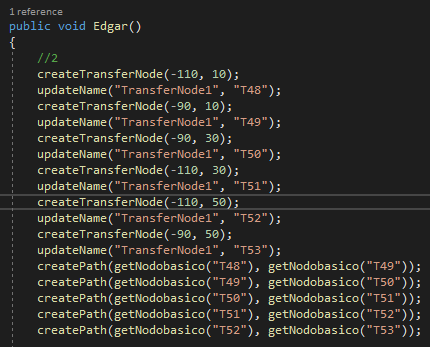 1 reference
public void Edgar()
{
//2
createTransferNode(-110, 10);
updateName("TransferNode1", "T48");
createTransferNode(-90, 10);
updateName("TransferNode1", "T49");
createTransferNode(-90, 30);
updateName("TransferNode1", "T50");
createTransferNode(-110, 30);
updateName("TransferNode1", "T51");
createTransferNode(-110, 50);
updateName("TransferNode1", "T52");
createTransferNode(-90, 50);
updateName("TransferNode1", "T53");
createPath(getNodobasico("T48"), getNodobasico("T49"));
createPath(getNodobasico("T49"), getNodobasico("T50"));
createPath(getNodobasico("T50"), getNodobasico("T51"));
createPath(getNodobasico("T51"), getNodobasico("T52"));
createPath(getNodobasico("T52"), getNodobasico("T53"));